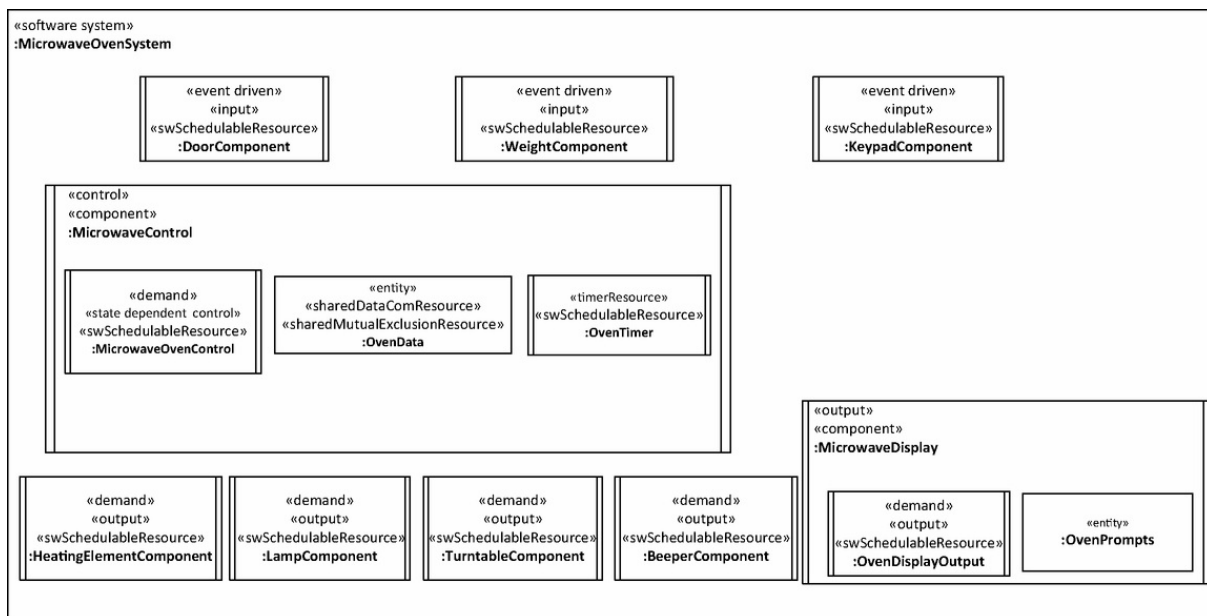 «software system»
:MicrowaveOvenSystem
«event driven»
«input»
«swSchedulableResource»
:DoorComponent
«event driven»
«input»
«swSchedulableResource»
:WeightComponent
«event driven»
«input»
«swSchedulableResource»
:KeypadComponent
«control»
«component»
:MicrowaveControl
«demand»
«state dependent control»
«swSchedulableResource»
:MicrowaveOvenControl
«entity»
«sharedDataComResource»
«sharedMutualExclusionResource»
:OvenData
«timerResource»
«swSchedulableResource»
:OvenTimer
«output»
«component»
:MicrowaveDisplay
«demand»
«output»
«swSchedulableResource»
:HeatingElementComponent
«demand»
«output»
«swSchedulableResource»
:LampComponent
«demand»
«output»
«swSchedulableResource»
:TurntableComponent
«demand»
«output»
«swSchedulableResource»
:BeeperComponent
«demand»
«output»
«swSchedulableResource»
:OvenDisplayOutput
«entity»
:OvenPrompts